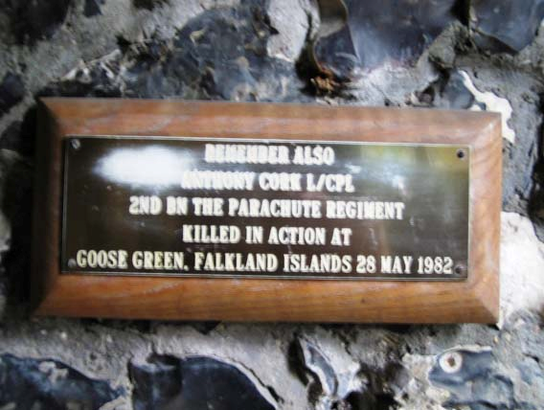 REMEMBER ALSO
ANTHONY CORK L/CPL
2ND BN THE PARACHUTE REGIMENT
KILLED IN ACTION AT
GOOSE GREEN, FALKLAND ISLANDS 28 MAY 1982